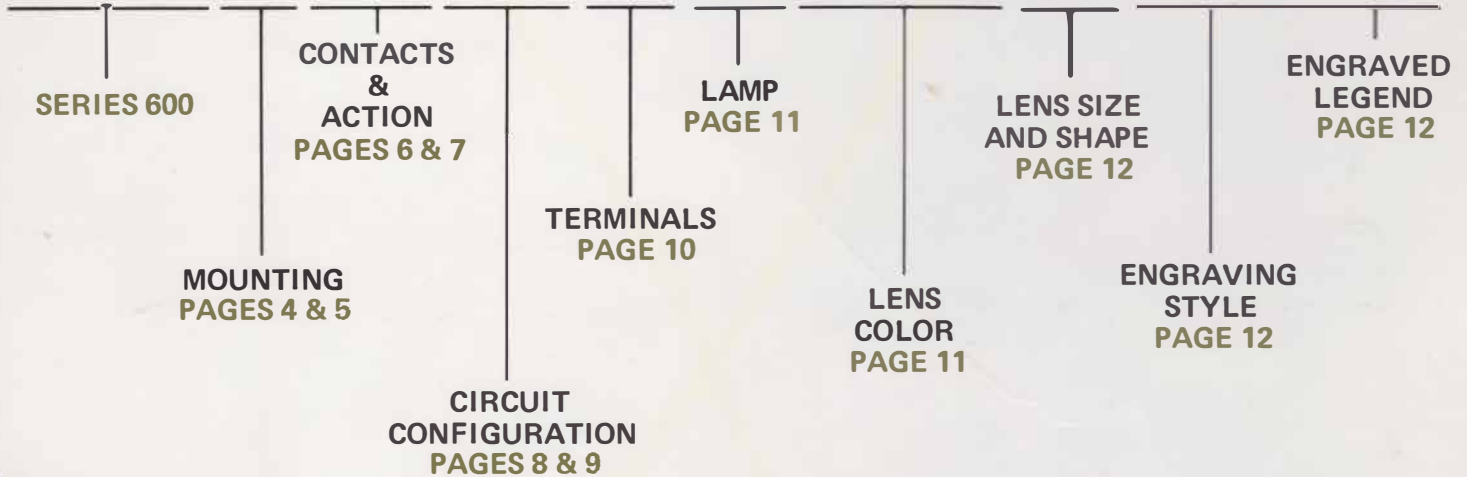 SERIES 600
MOUNTING
PAGES 4 & 5
CONTACTS
&
ACTION
PAGES 6 & 7
CIRCUIT
CONFIGURATION
PAGES 8 & 9
TERMINALS
PAGE 10
LAMP
PAGE 11
LENS
COLOR
PAGE 11
LENS SIZE
AND SHAPE
PAGE 12
ENGRAVING
STYLE
PAGE 12
ENGRAVED
LEGEND
PAGE 12